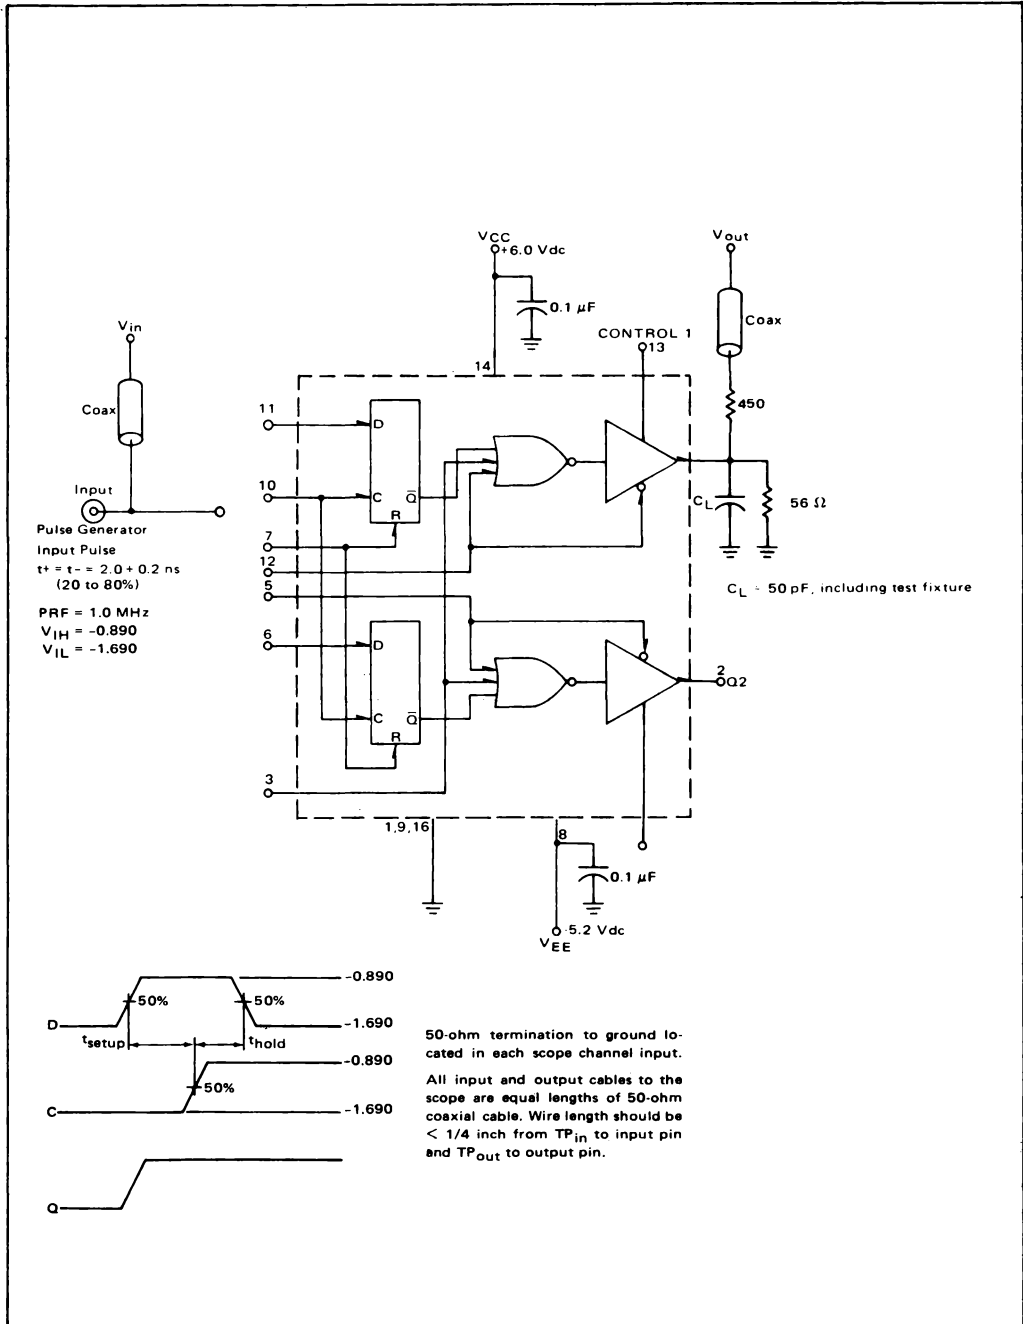 VCC
+6.0 Vdc
0.1 μF
Vout
Coax
CONTROL 1
13
14
450
Vin
Coax
Input
Pulse Generator
Input Pulse
t+ = t- = 2.0 + 0.2 ns
(20 to 80%)
PRF = 1.0 MHz
VIH = -0.890
VIL = -1.690
11
10
7
12
5
6
3
D
C
Q̅
R
D
C
Q̅
R
CL
56 Ω
CL = 50 pF, including test fixture
2
Q2
1,9,16
8
0.1 μF
-5.2 Vdc
VEE
D
50%
50%
-0.890
-1.690
tsetup
thold
C
50%
-0.890
-1.690
Q
50-ohm termination to ground lo-
cated in each scope channel input.
All input and output cables to the
scope are equal lengths of 50-ohm
coaxial cable. Wire length should be
< 1/4 inch from TPin to input pin
and TPout to output pin.